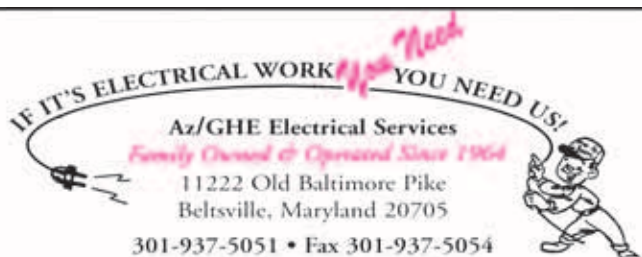 IF IT'S ELECTRICAL WORK You Need YOU NEED US!
Az/GHE Electrical Services
Family Owned & Operated Since 1964
11222 Old Baltimore Pike
Beltsville, Maryland 20705
301-937-5051 • Fax 301-937-5054